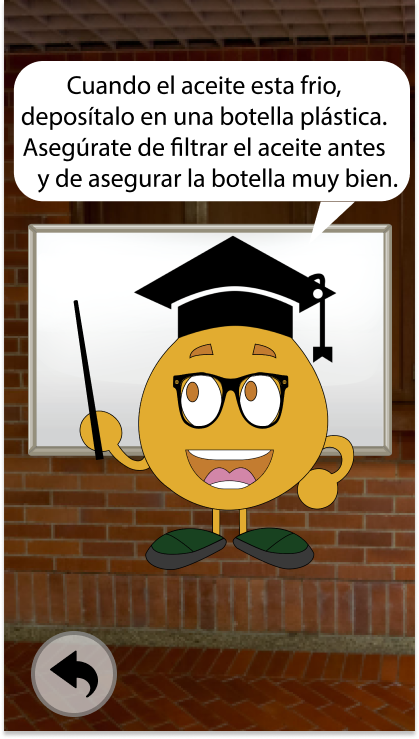 Cuando el aceite esta frio,
deposítalo en una botella plástica.
Asegúrate de filtrar el aceite antes
y de asegurar la botella muy bien.